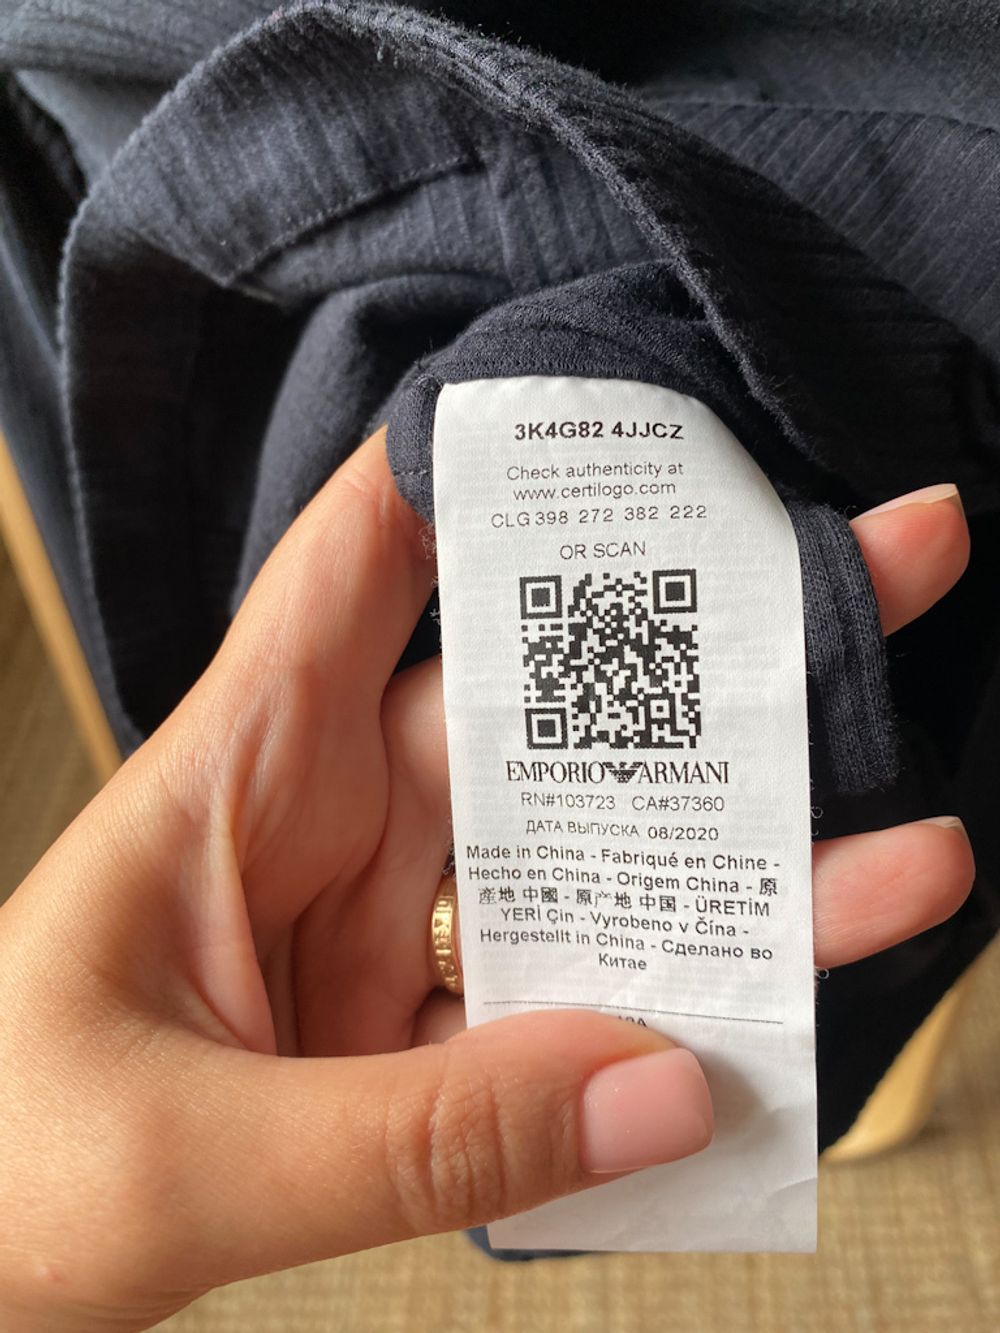 3K4G82 4JJCZ
Check authenticity at
www.certilogo.com
CLG 398 272 382 222
OR SCAN
EMPORIO ARMANI
RN#103723 CA#37360
ДАТА ВЫПУСКА 08/2020
Made in China - Fabriqué en Chine -
Hecho en China - Origem China - 原
產地 中國 - 原产地 中国 - ÜRETİM
YERİ Çin - Vyrobeno v Čína -
Hergestellt in China - Сделано во
Китае